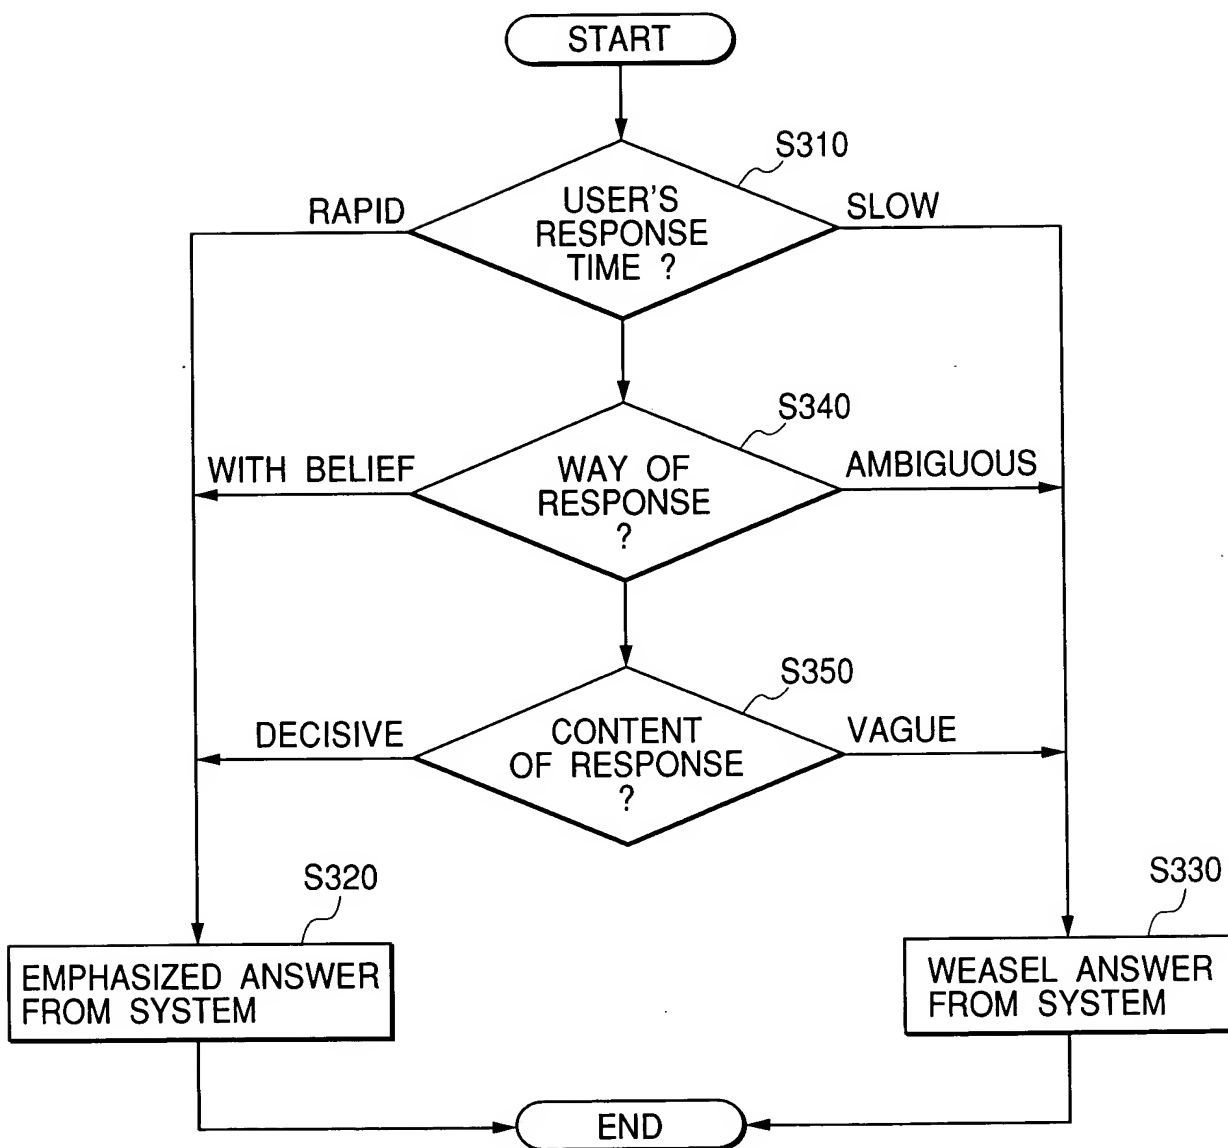 START
S310
RAPID
USER'S
RESPONSE
TIME ?
SLOW
S340
WITH BELIEF
WAY OF
RESPONSE
?
AMBIGUOUS
S350
DECISIVE
CONTENT
OF RESPONSE
?
VAGUE
S320
EMPHASIZED ANSWER
FROM SYSTEM
S330
WEASEL ANSWER
FROM SYSTEM
END